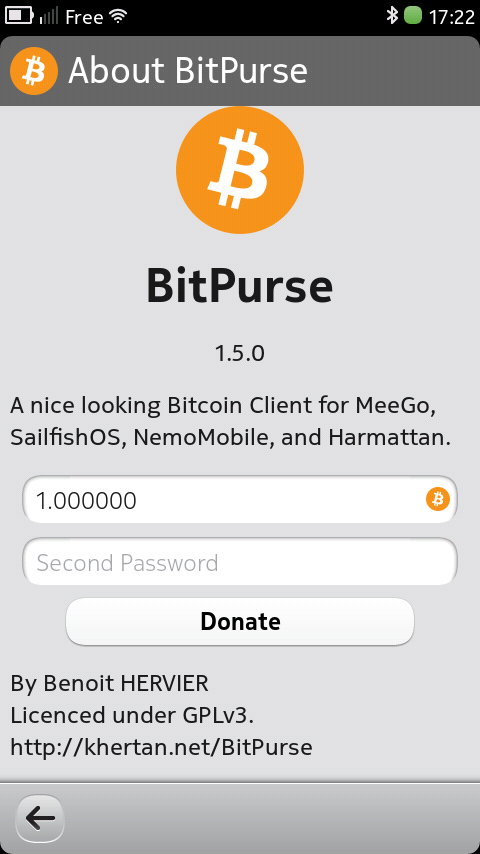 Free 17:22
About BitPurse
BitPurse
1.5.0
A nice looking Bitcoin Client for MeeGo,
SailfishOS, NemoMobile, and Harmattan.
1.000000
Second Password
Donate
By Benoit HERVIER
Licenced under GPLv3.
http://khertan.net/BitPurse